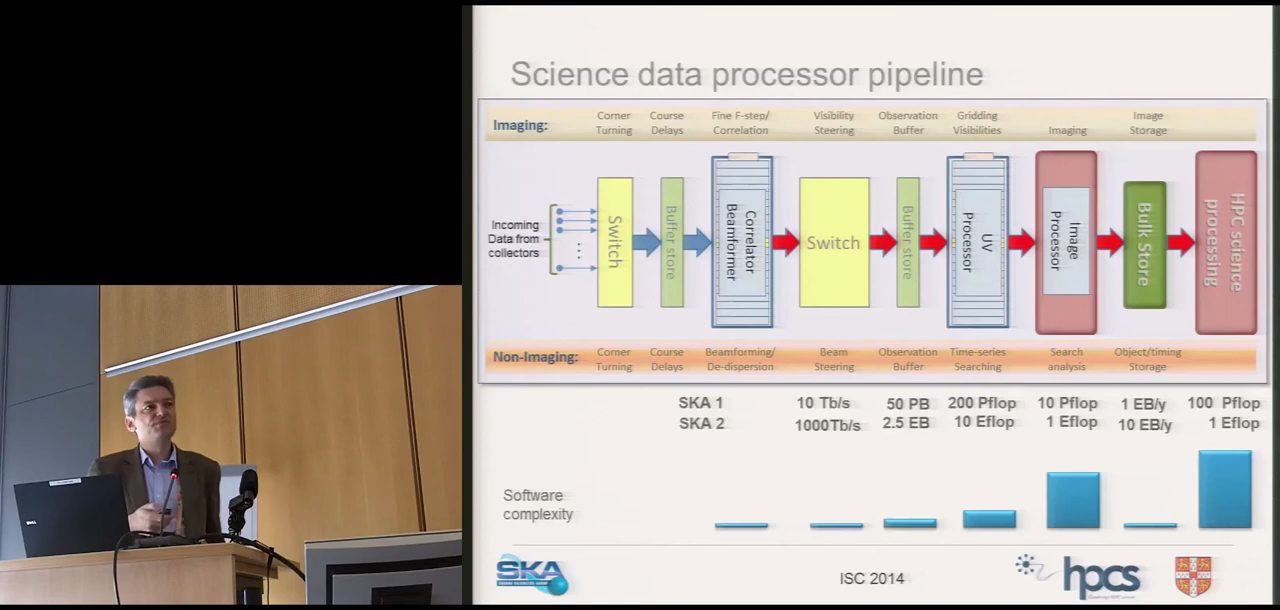 Science data processor pipeline
Imaging:
Corner
Turning
Course
Delays
Fine F-step/
Correlation
Visibility
Steering
Observation
Buffer
Gridding
Visibilities
Imaging
Image
Storage
Incoming
Data from
collectors
Switch
Buffer store
Correlator
Beamformer
Switch
Buffer store
UV
Processor
Image
Processor
Bulk Store
HPC science
processing
Non-Imaging:
Corner
Turning
Course
Delays
Beamforming/
De-dispersion
Beam
Steering
Observation
Buffer
Time-series
Searching
Search
analysis
Object/timing
Storage
SKA 1
10 Tb/s
50 PB
200 Pflop
10 Pflop
1 EB/y
100 Pflop
SKA 2
1000Tb/s
2.5 EB
10 Eflop
1 Eflop
10 EB/y
1 Eflop
Software
complexity
SKA
ISC 2014
hpcs
DELL